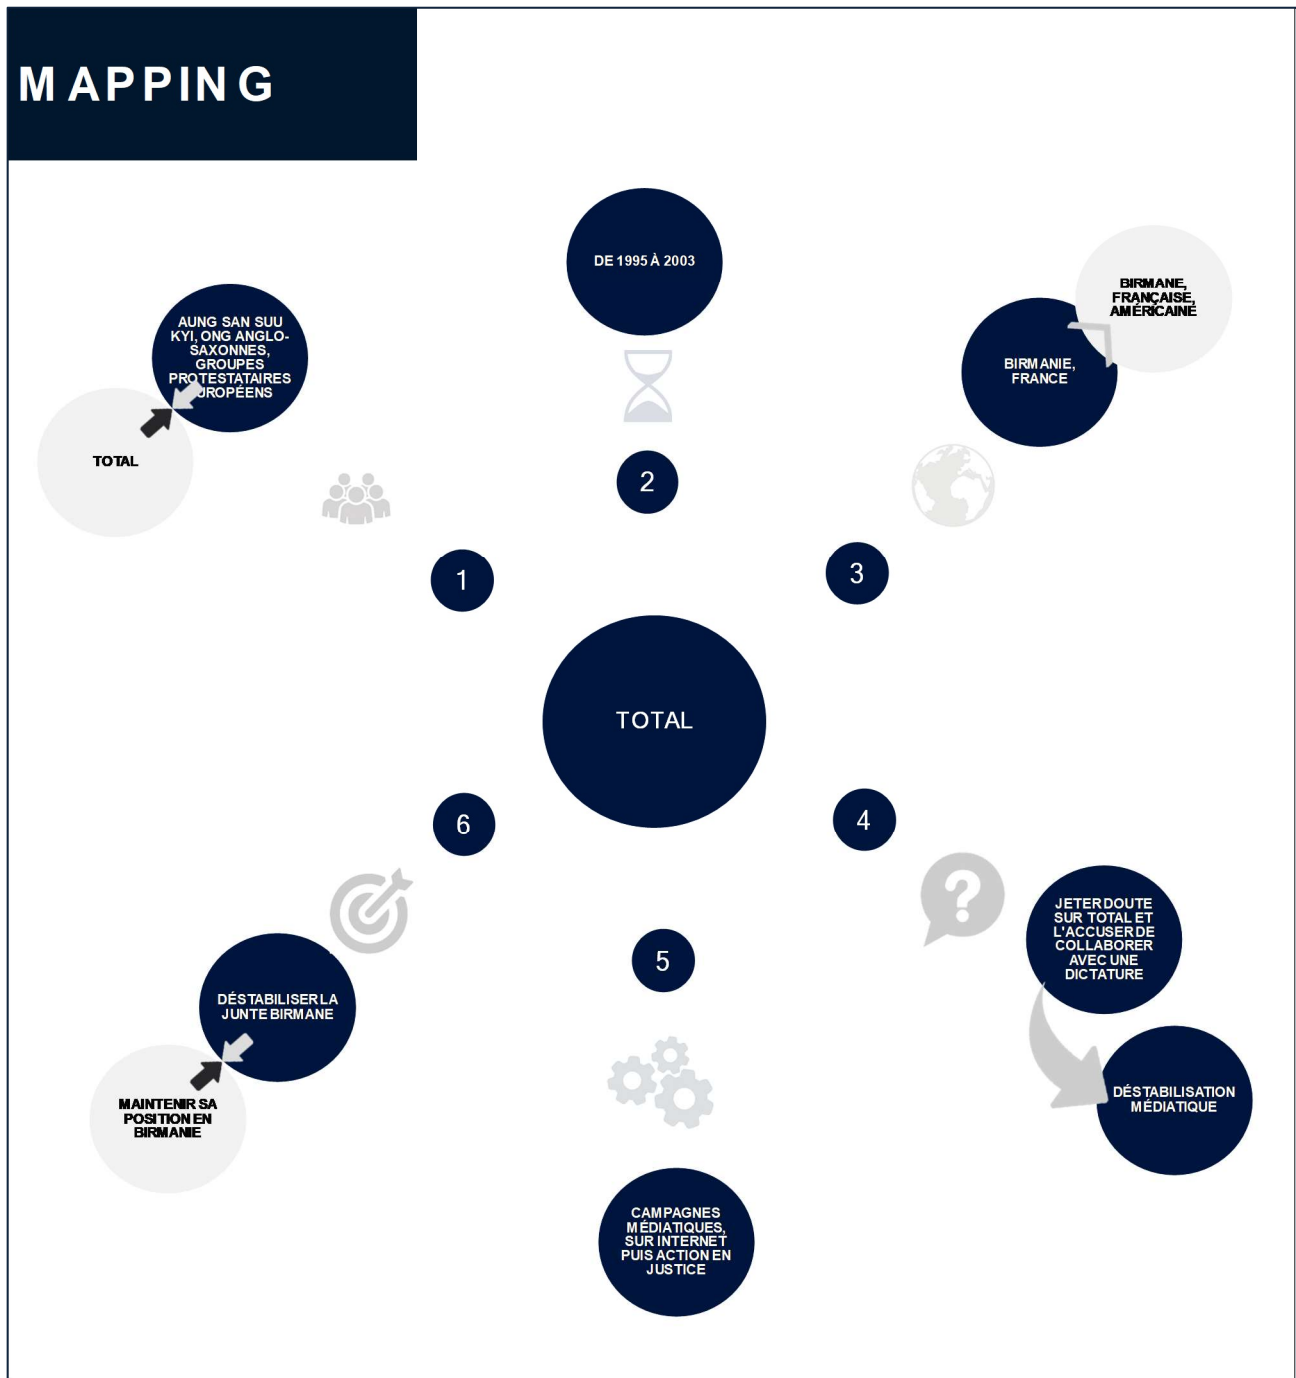 MAPPING
DE 1995 À 2003
2
AUNG SAN SUU
KYI, ONG ANGLO-
SAXONNES,
GROUPES
PROTESTATAIRES
UROPÉENS
TOTAL
1
BIRMANE,
FRANÇAISE,
AMÉRICAINE
BIRMANIE,
FRANCE
3
TOTAL
4
JETER DOUTE
SUR TOTAL ET
L'ACCUSER DE
COLLABORER
AVEC UNE
DICTATURE
DÉSTABILISATION
MÉDIATIQUE
5
CAMPAGNES
MÉDIATIQUES,
SUR INTERNET
PUIS ACTION EN
JUSTICE
6
DÉSTABILISER LA
JUNTE BIRMANE
MAINTENIR SA
POSITION EN
BIRMANIE